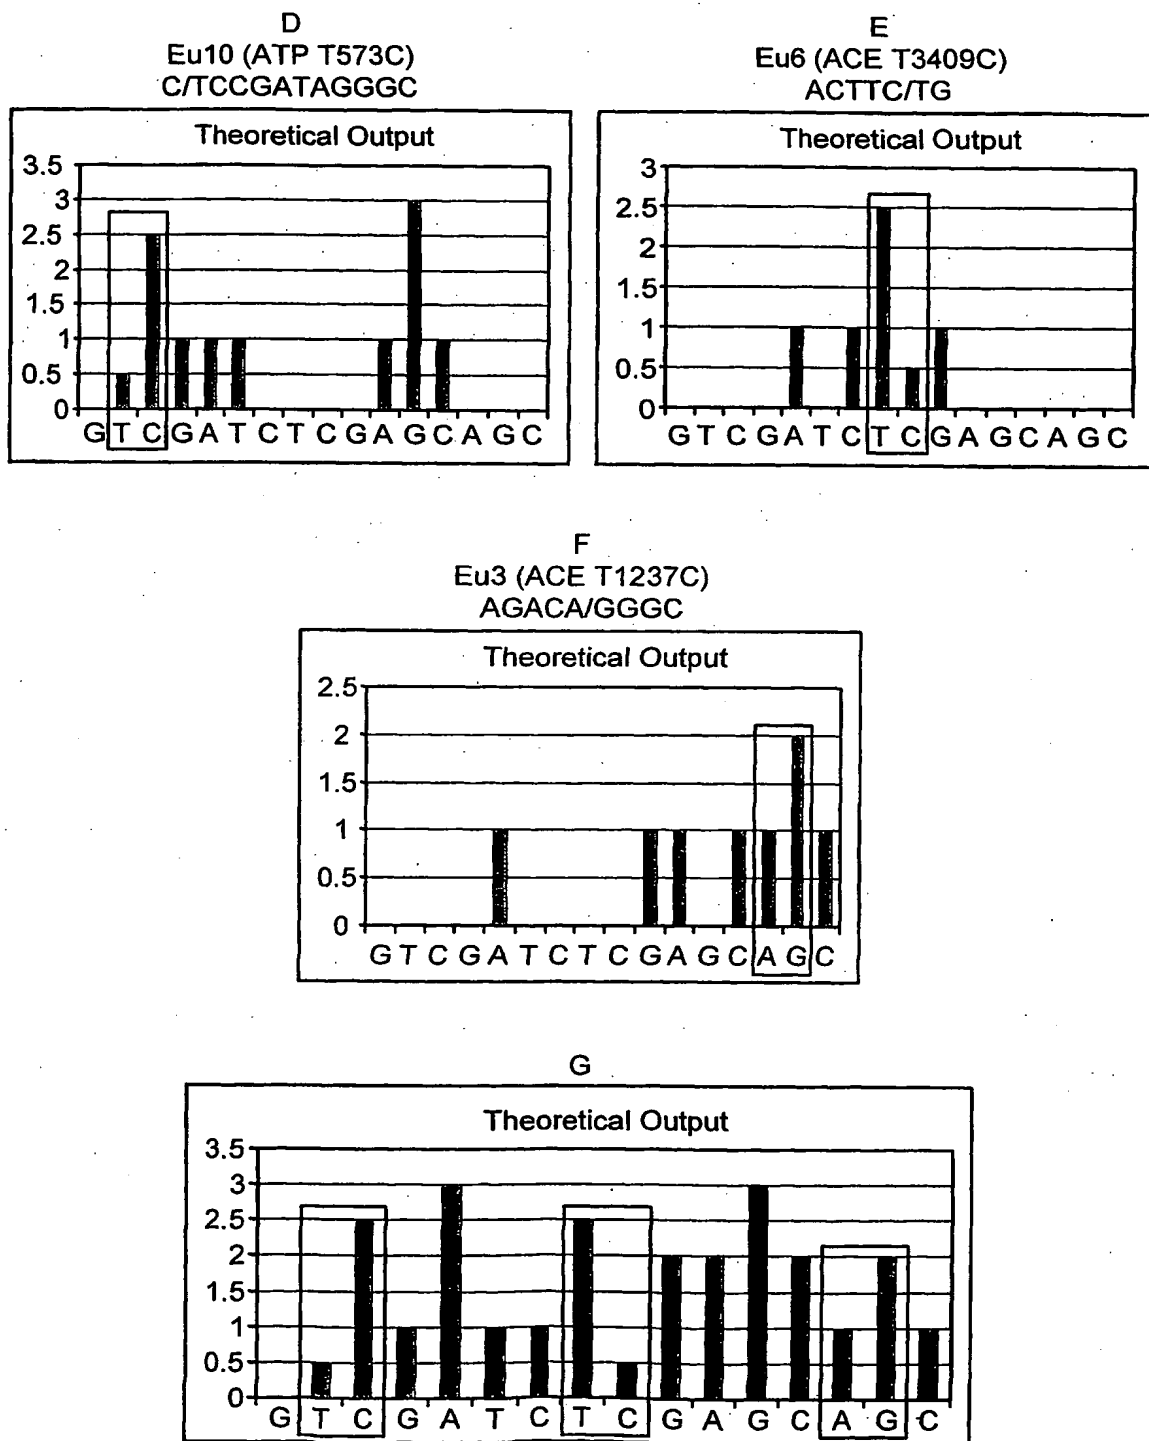 D
Eu10 (ATP T573C)
C/TCCGATAGGGC
Theoretical Output
3.5
3
2.5
2
1.5
1
0.5
0
G T C G A T C T C G A G C A G C
E
Eu6 (ACE T3409C)
ACTTC/TG
Theoretical Output
3
2.5
2
1.5
1
0.5
0
G T C G A T C T C G A G C A G C
F
Eu3 (ACE T1237C)
AGACA/GGGC
Theoretical Output
2.5
2
1.5
1
0.5
0
G T C G A T C T C G A G C A G C
G
Theoretical Output
3.5
3
2.5
2
1.5
1
0.5
0
G T C G A T C T C G A G C A G C